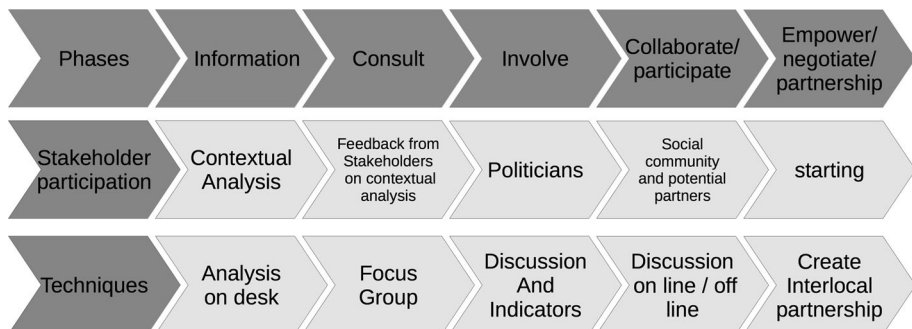 Phases
Information
Consult
Involve
Collaborate/
participate
Empower/
negotiate/
partnership
Stakeholder
participation
Contextual
Analysis
Feedback from
Stakeholders
on contextual
analysis
Politicians
Social
community
and potential
partners
starting
Techniques
Analysis
on desk
Focus
Group
Discussion
And
Indicators
Discussion
on line / off
line
Create
Interlocal
partnership